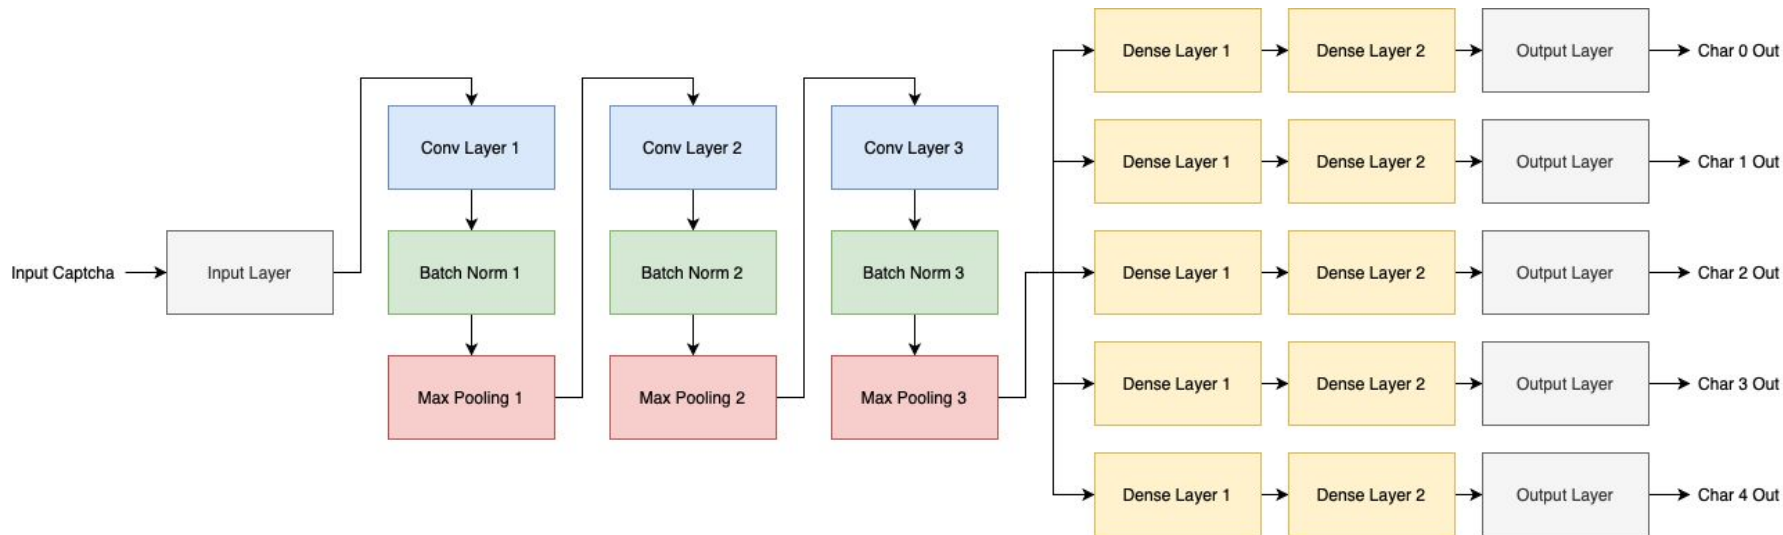 Dense Layer 1 Dense Layer 2 Output Layer Char 0 Out
Conv Layer 1 Conv Layer 2 Conv Layer 3
Dense Layer 1 Dense Layer 2 Output Layer Char 1 Out
Input Captcha Input Layer Batch Norm 1 Batch Norm 2 Batch Norm 3 Dense Layer 1 Dense Layer 2 Output Layer Char 2 Out
Dense Layer 1 Dense Layer 2 Output Layer Char 3 Out
Max Pooling 1 Max Pooling 2 Max Pooling 3
Dense Layer 1 Dense Layer 2 Output Layer Char 4 Out